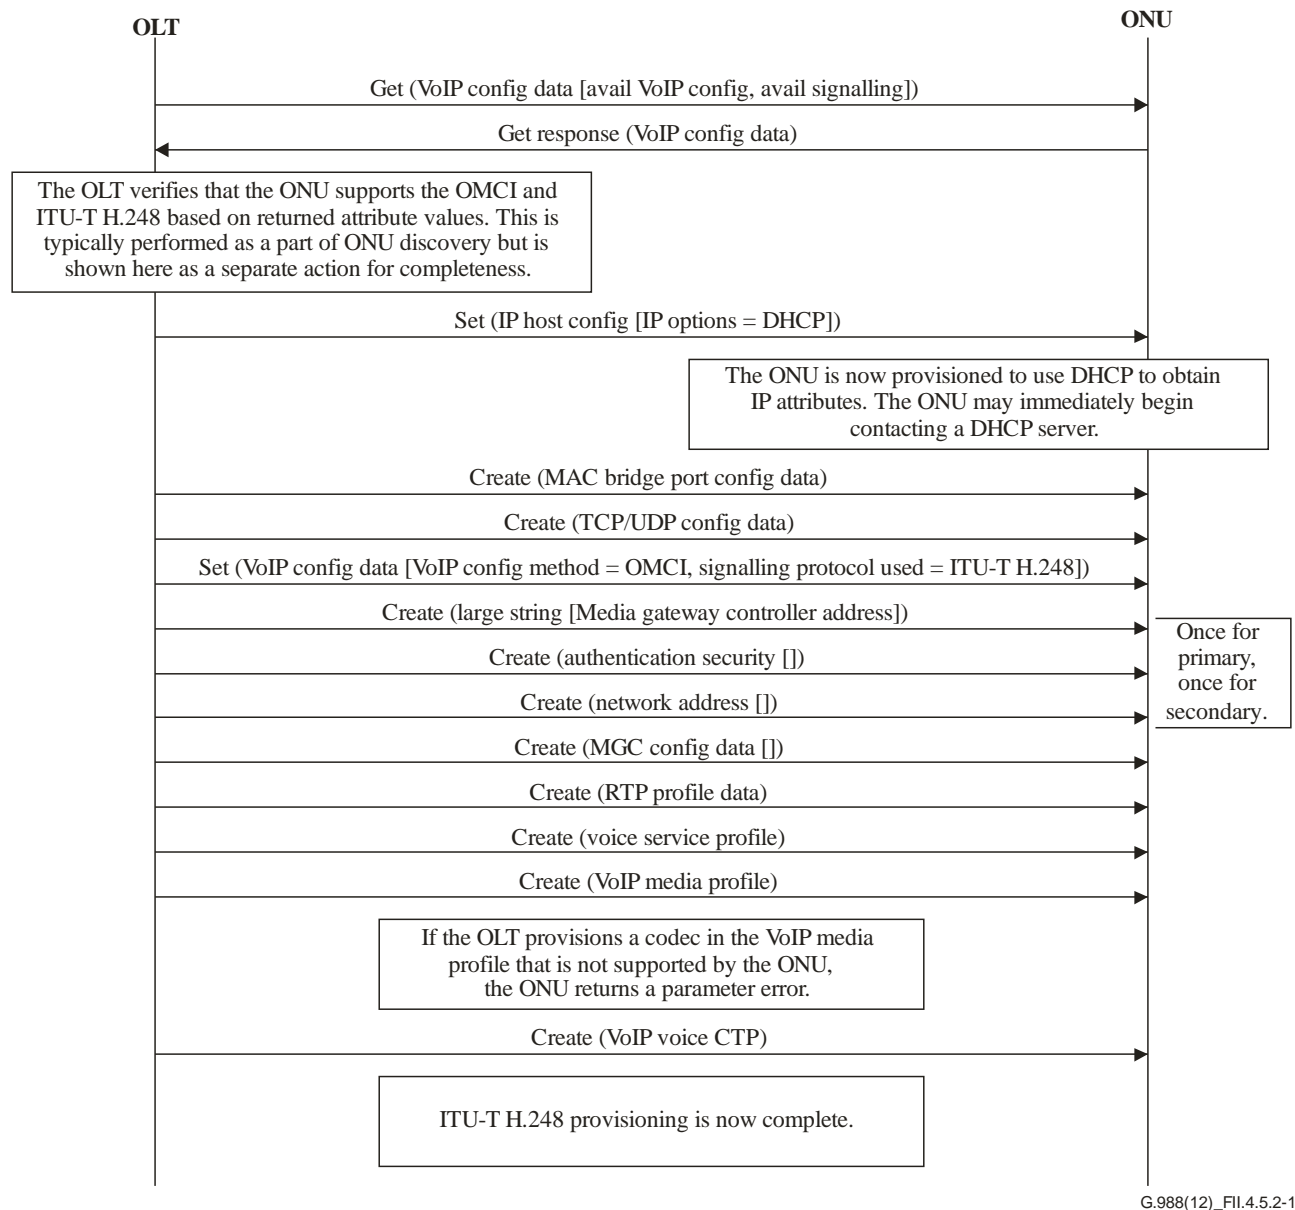 OLT
ONU
Get (VoIP config data [avail VoIP config, avail signalling])
Get response (VoIP config data)
The OLT verifies that the ONU supports the OMCI and
ITU-T H.248 based on returned attribute values. This is
typically performed as a part of ONU discovery but is
shown here as a separate action for completeness.
Set (IP host config [IP options = DHCP])
The ONU is now provisioned to use DHCP to obtain
IP attributes. The ONU may immediately begin
contacting a DHCP server.
Create (MAC bridge port config data)
Create (TCP/UDP config data)
Set (VoIP config data [VoIP config method = OMCI, signalling protocol used = ITU-T H.248])
Create (large string [Media gateway controller address])
Once for
primary,
once for
secondary.
Create (authentication security [])
Create (network address [])
Create (MGC config data [])
Create (RTP profile data)
Create (voice service profile)
Create (VoIP media profile)
If the OLT provisions a codec in the VoIP media
profile that is not supported by the ONU,
the ONU returns a parameter error.
Create (VoIP voice CTP)
ITU-T H.248 provisioning is now complete.
G.988(12)_FII.4.5.2-1